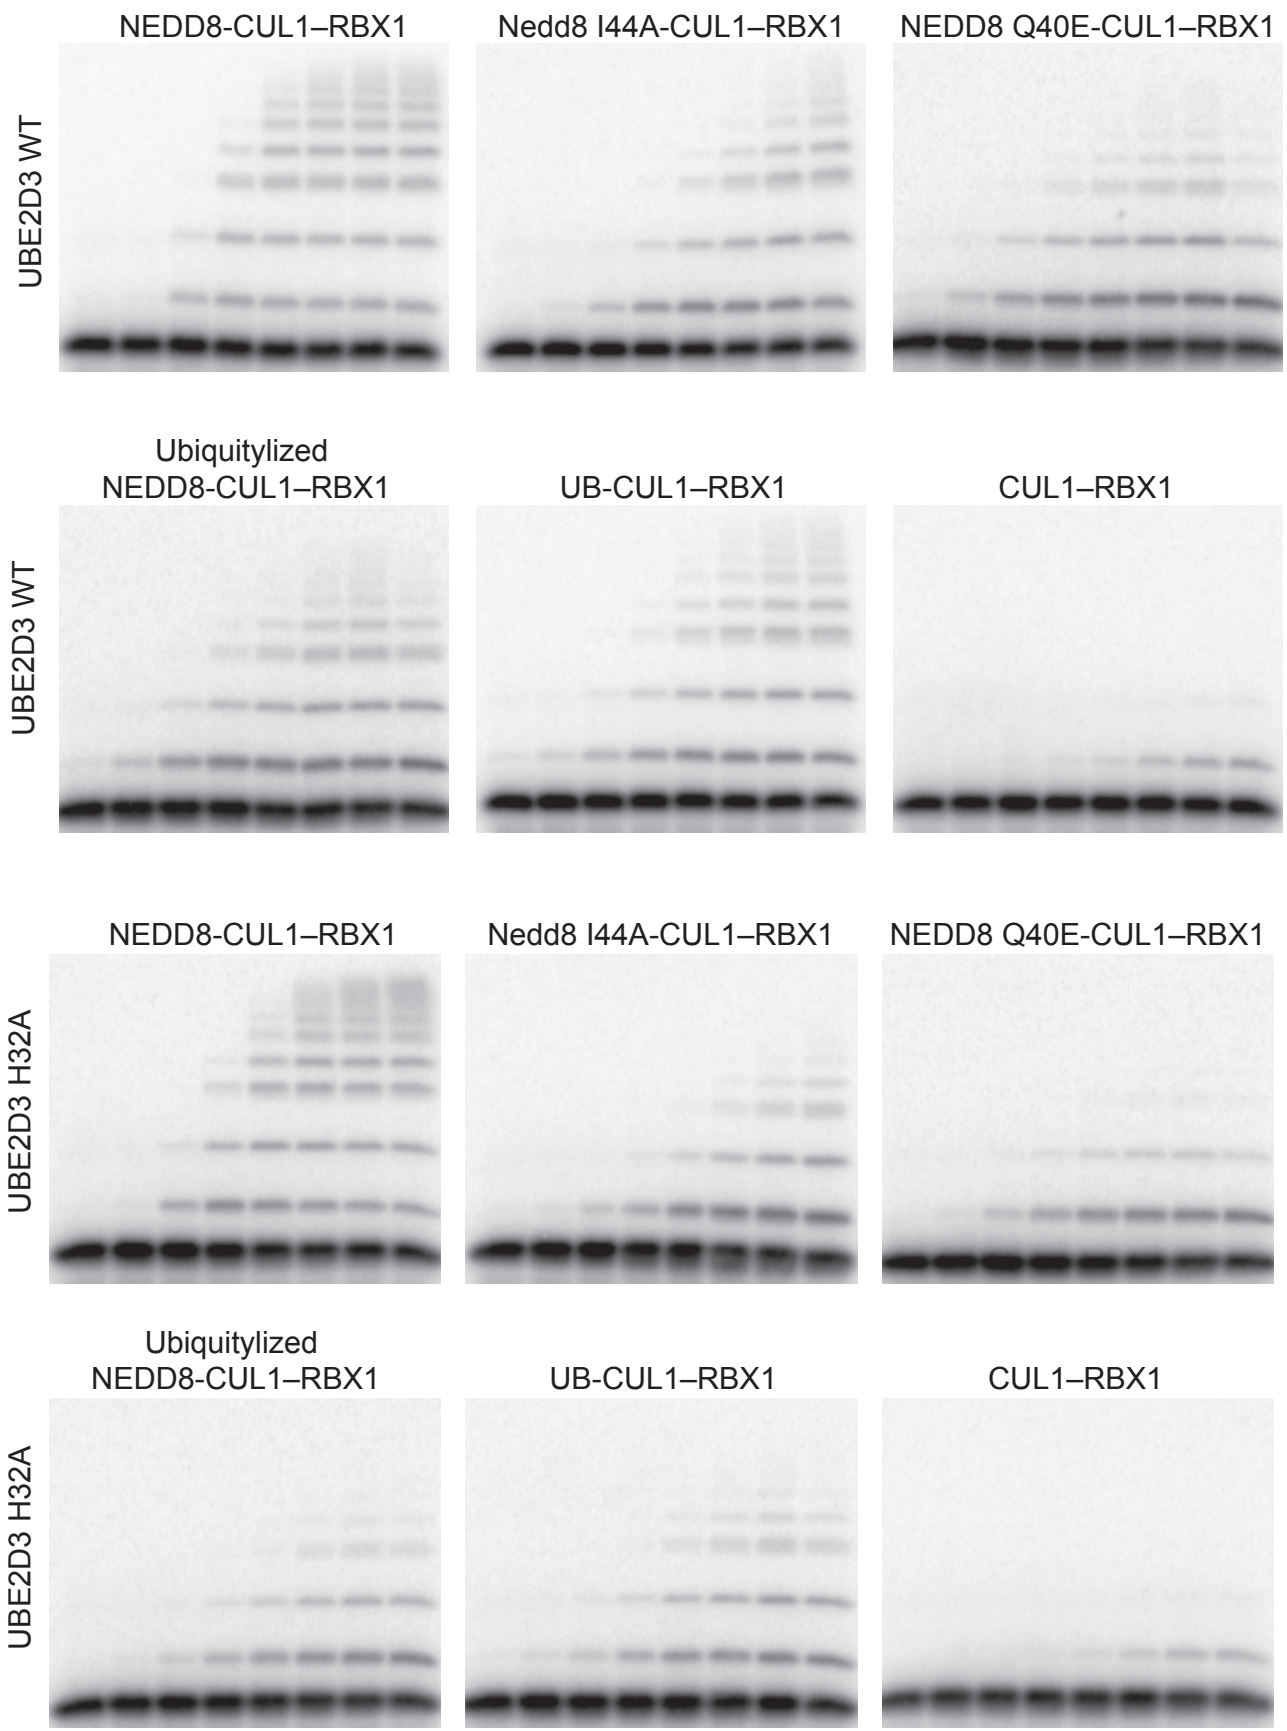 NEDD8-CUL1–RBX1
Nedd8 I44A-CUL1–RBX1
NEDD8 Q40E-CUL1–RBX1
UBE2D3 WT
Ubiquitylized
NEDD8-CUL1–RBX1
UB-CUL1–RBX1
CUL1–RBX1
UBE2D3 WT
NEDD8-CUL1–RBX1
Nedd8 I44A-CUL1–RBX1
NEDD8 Q40E-CUL1–RBX1
UBE2D3 H32A
Ubiquitylized
NEDD8-CUL1–RBX1
UB-CUL1–RBX1
CUL1–RBX1
UBE2D3 H32A